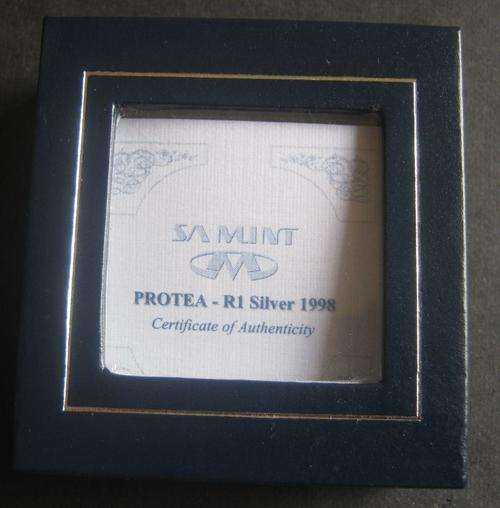 SA MINT
PROTEA - R1 Silver 1998
Certificate of Authenticity